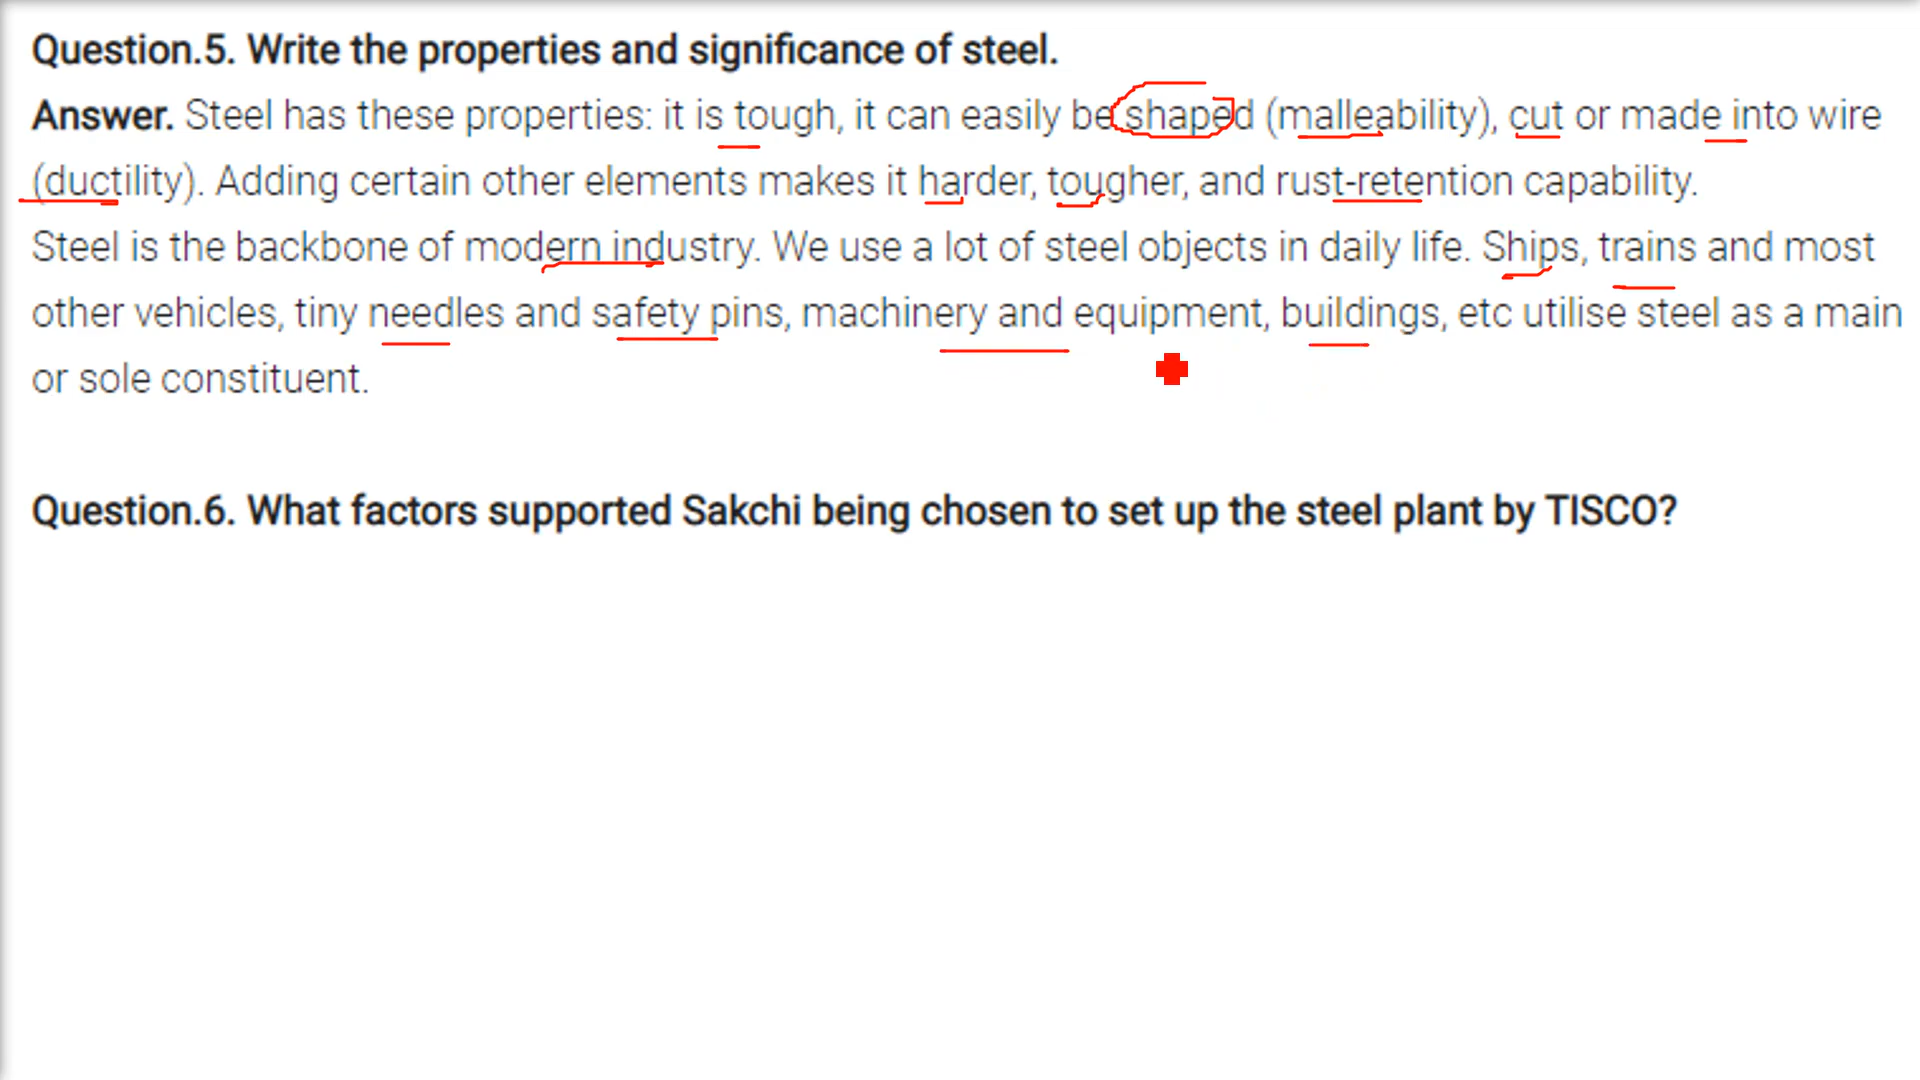 Question.5. Write the properties and significance of steel.
Answer. Steel has these properties: it is tough, it can easily be shaped (malleability), cut or made into wire
(ductility). Adding certain other elements makes it harder, tougher, and rust-retention capability.
Steel is the backbone of modern industry. We use a lot of steel objects in daily life. Ships, trains and most
other vehicles, tiny needles and safety pins, machinery and equipment, buildings, etc utilise steel as a main
or sole constituent.
Question.6. What factors supported Sakchi being chosen to set up the steel plant by TISCO?